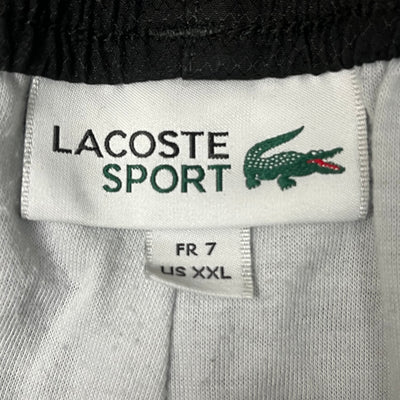 LACOSTE
SPORT
FR 7
US XXL